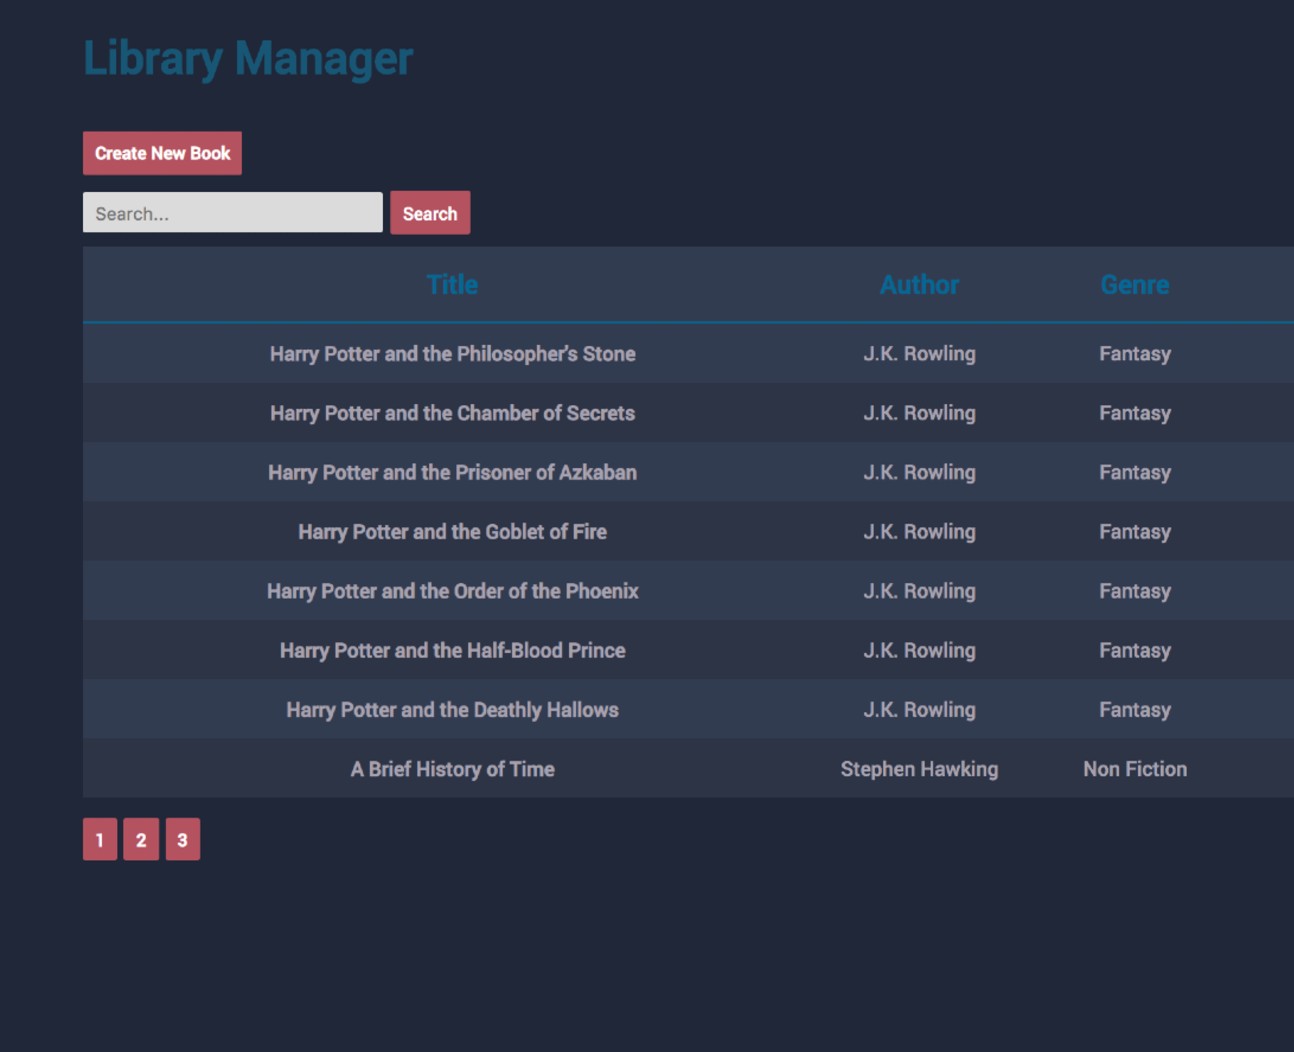 Library Manager
Create New Book
Search... Search
Title Author Genre
Harry Potter and the Philosopher's Stone J.K. Rowling Fantasy
Harry Potter and the Chamber of Secrets J.K. Rowling Fantasy
Harry Potter and the Prisoner of Azkaban J.K. Rowling Fantasy
Harry Potter and the Goblet of Fire J.K. Rowling Fantasy
Harry Potter and the Order of the Phoenix J.K. Rowling Fantasy
Harry Potter and the Half-Blood Prince J.K. Rowling Fantasy
Harry Potter and the Deathly Hallows J.K. Rowling Fantasy
A Brief History of Time Stephen Hawking Non Fiction
1 2 3